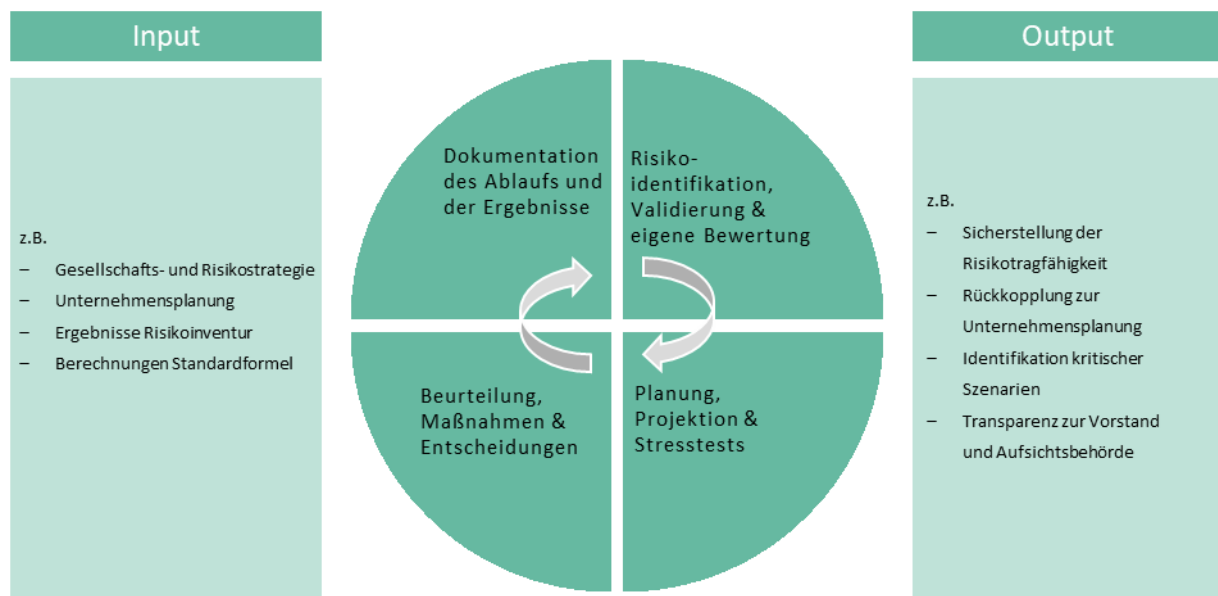 Input
z.B.
– Gesellschafts- und Risikostrategie
– Unternehmensplanung
– Ergebnisse Risikoinventur
– Berechnungen Standardformel
Dokumentation
des Ablaufs und
der Ergebnisse
Risiko-
identifikation,
Validierung &
eigene Bewertung
Beurteilung,
Maßnahmen &
Entscheidungen
Planung,
Projektion &
Stresstests
Output
z.B.
– Sicherstellung der
Risikotragfähigkeit
– Rückkopplung zur
Unternehmensplanung
– Identifikation kritischer
Szenarien
– Transparenz zur Vorstand
und Aufsichtsbehörde